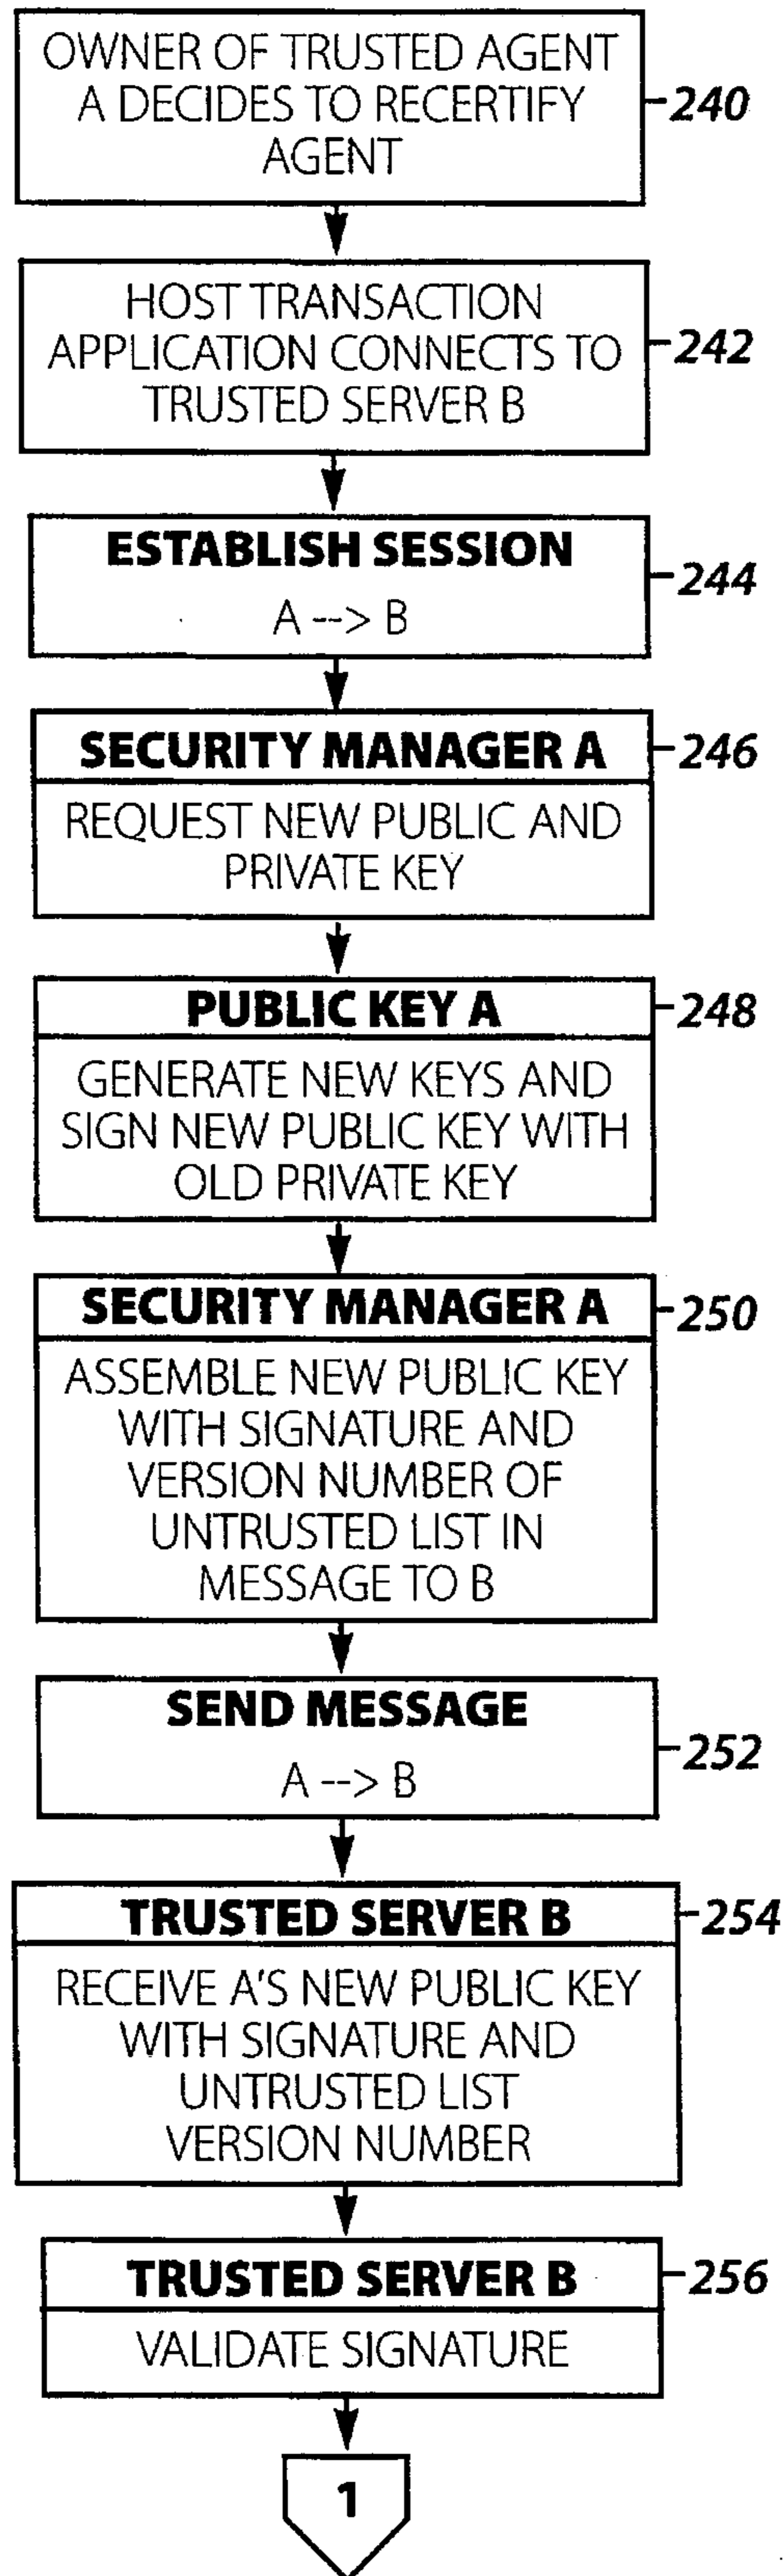 OWNER OF TRUSTED AGENT
A DECIDES TO RECERTIFY
AGENT
240
HOST TRANSACTION
APPLICATION CONNECTS TO
TRUSTED SERVER B
242
ESTABLISH SESSION
A --> B
244
SECURITY MANAGER A
246
REQUEST NEW PUBLIC AND
PRIVATE KEY
PUBLIC KEY A
248
GENERATE NEW KEYS AND
SIGN NEW PUBLIC KEY WITH
OLD PRIVATE KEY
SECURITY MANAGER A
250
ASSEMBLE NEW PUBLIC KEY
WITH SIGNATURE AND
VERSION NUMBER OF
UNTRUSTED LIST IN
MESSAGE TO B
SEND MESSAGE
A --> B
252
TRUSTED SERVER B
254
RECEIVE A'S NEW PUBLIC KEY
WITH SIGNATURE AND
UNTRUSTED LIST
VERSION NUMBER
TRUSTED SERVER B
256
VALIDATE SIGNATURE
1